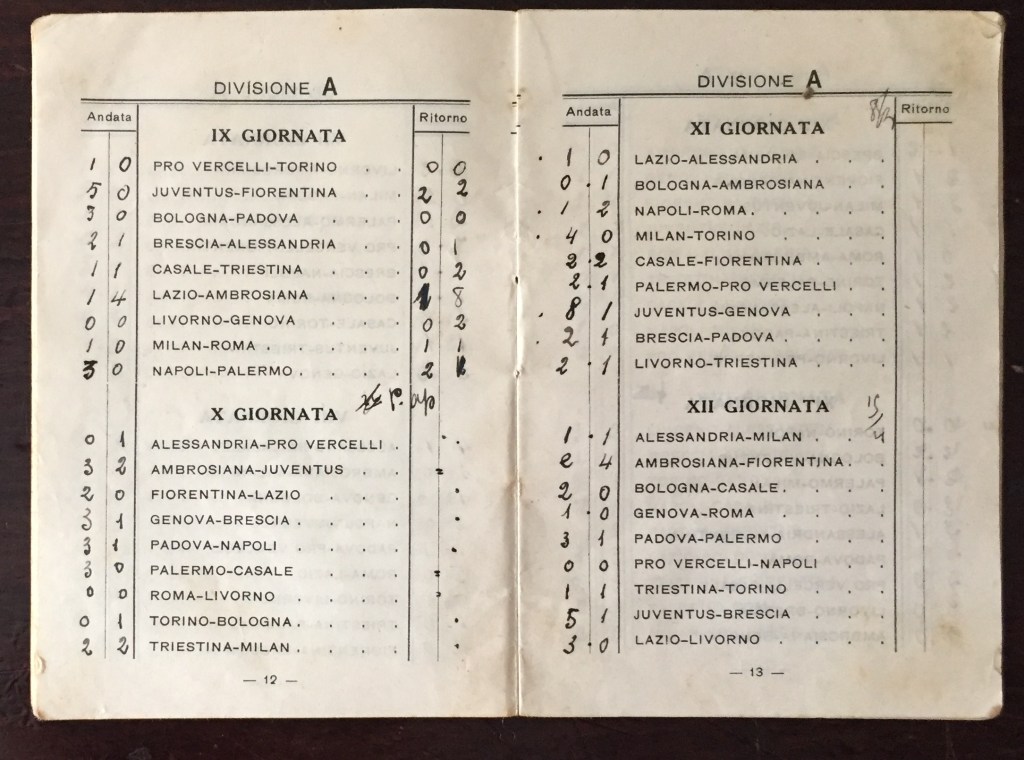 DIVISIONE A
Andata Ritorno
IX GIORNATA
1 0 PRO VERCELLI-TORINO . 0 0
5 0 JUVENTUS-FIORENTINA . . 2 2
3 0 BOLOGNA-PADOVA . . . . 0 0
2 1 BRESCIA-ALESSANDRIA . . 0 1
1 1 CASALE-TRIESTINA . . . . 0 2
1 4 LAZIO-AMBROSIANA . . . 1 8
0 0 LIVORNO-GENOVA . . . . 0 2
1 0 MILAN-ROMA . . . . . 1 1
3 0 NAPOLI-PALERMO . . . . 2
X GIORNATA
0 1 ALESSANDRIA-PRO VERCELLI .
3 2 AMBROSIANA-JUVENTUS . .
2 0 FIORENTINA-LAZIO . . .
3 1 GENOVA-BRESCIA . . . .
3 1 PADOVA-NAPOLI . . . .
3 0 PALERMO-CASALE . . . .
0 0 ROMA-LIVORNO . . . .
0 1 TORINO-BOLOGNA . . . .
2 2 TRIESTINA-MILAN . . . .
— 12 —
DIVISIONE A
Andata Ritorno
XI GIORNATA
1 0 LAZIO-ALESSANDRIA . . .
0 1 BOLOGNA-AMBROSIANA . .
1 2 NAPOLI-ROMA . . . . .
4 0 MILAN-TORINO . . . .
2 2 CASALE-FIORENTINA . . .
2 1 PALERMO-PRO VERCELLI . .
8 1 JUVENTUS-GENOVA . . .
2 1 BRESCIA-PADOVA . . . .
2 1 LIVORNO-TRIESTINA . . .
XII GIORNATA
1 1 ALESSANDRIA-MILAN . . .
4 AMBROSIANA-FIORENTINA . .
2 0 BOLOGNA-CASALE . . . .
1 0 GENOVA-ROMA . . . .
3 1 PADOVA-PALERMO . . .
0 0 PRO VERCELLI-NAPOLI . . .
1 1 TRIESTINA-TORINO . . .
5 1 JUVENTUS-BRESCIA . . .
3 0 LAZIO-LIVORNO . . . .
— 13 —